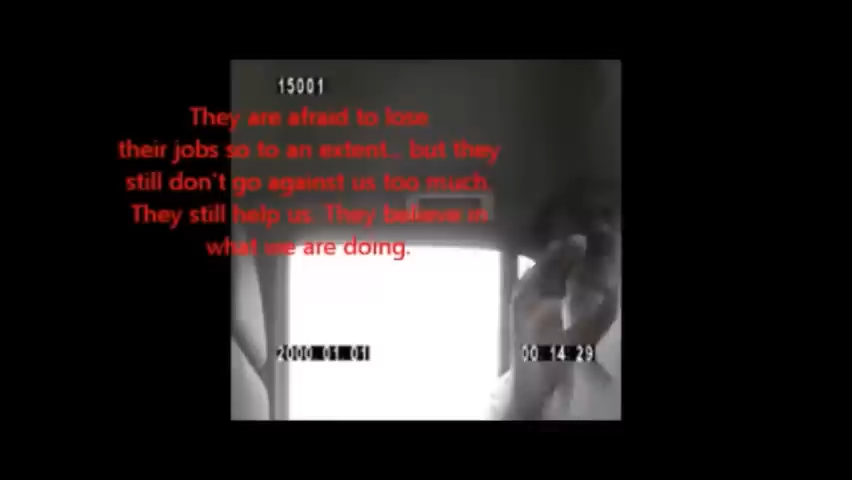 15001
They are afraid to lose
their jobs so to an extent... but they
still don't go against us too much.
They still help us. They believe in
what we are doing.
2000 01 01
00 14 29